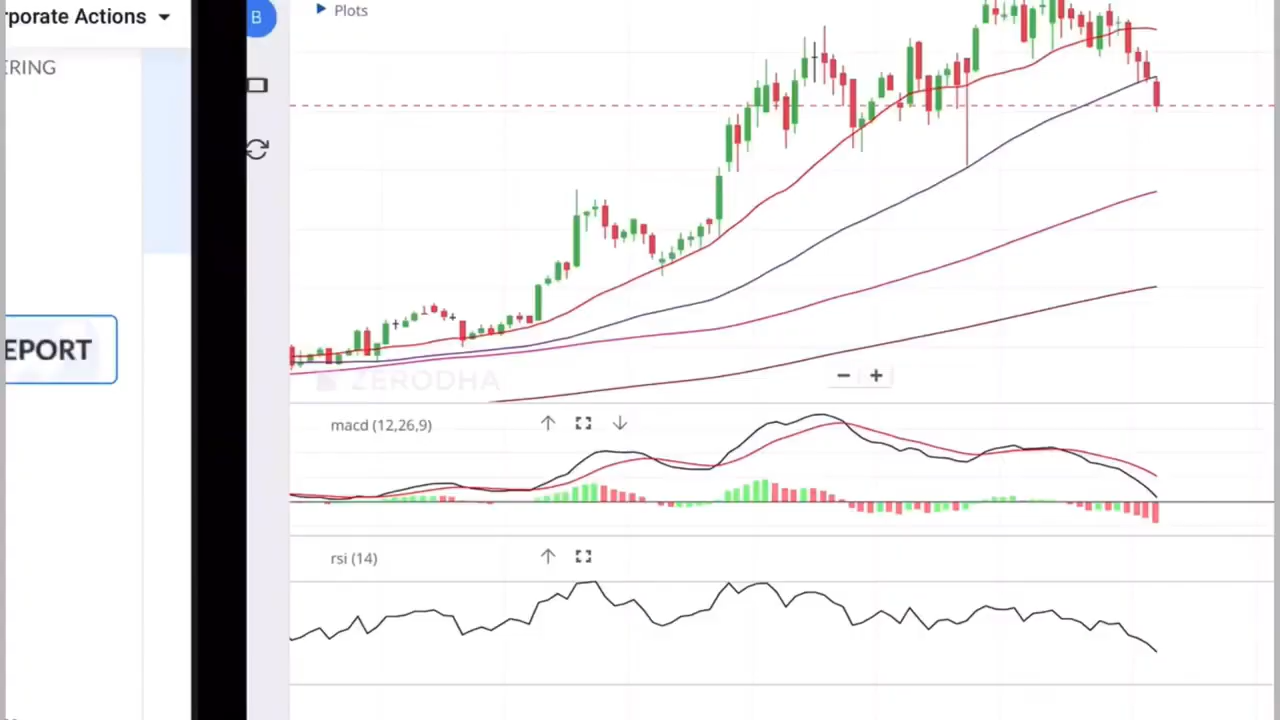 rporate Actions
ERING
EPORT
B
Plots
ZERODHA
macd (12,26,9)
rsi (14)